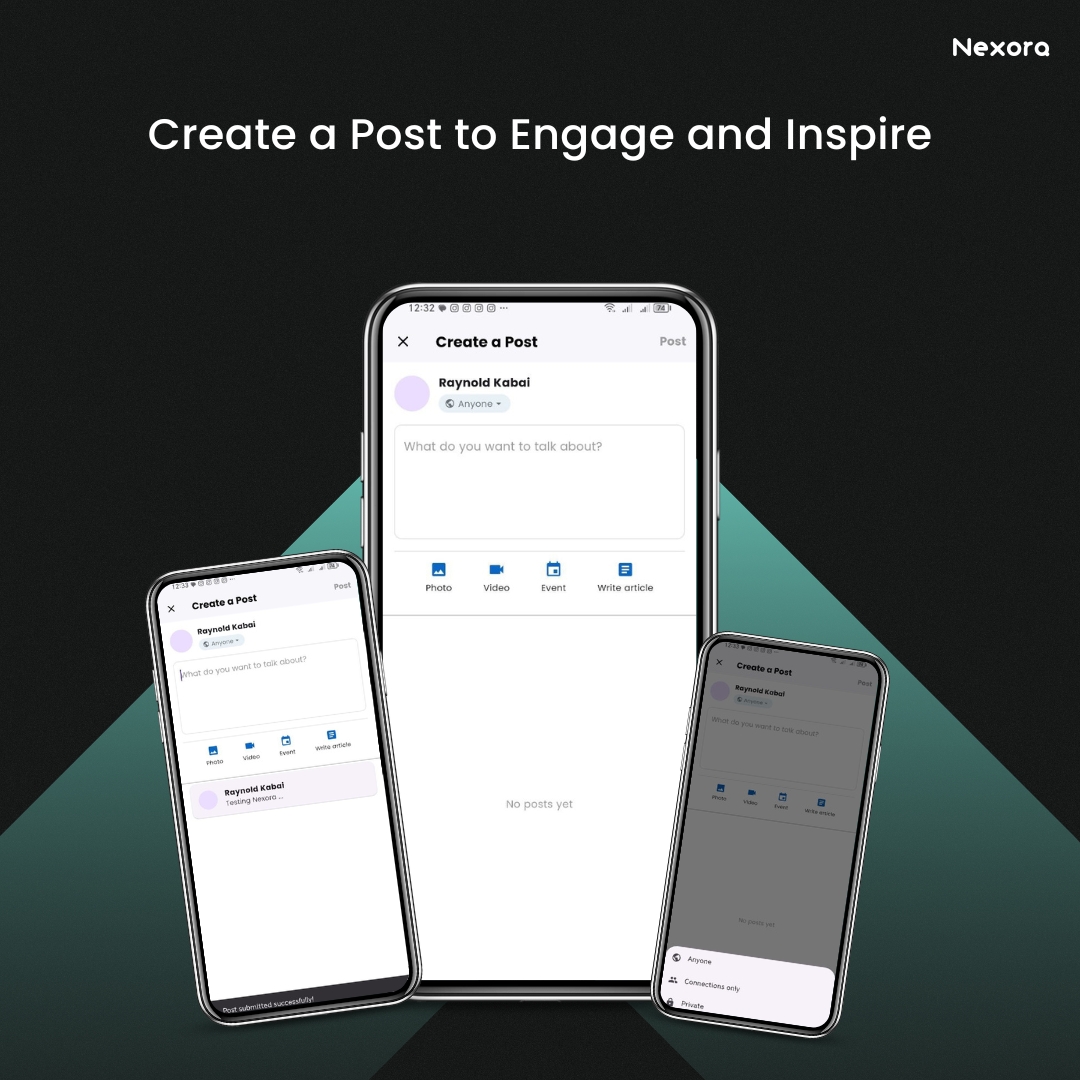 Nexora
Create a Post to Engage and Inspire
12:32
74
Create a Post
Post
Raynold Kabai
Anyone
What do you want to talk about?
Photo
Video
Event
Write article
No posts yet
12:33
Create a Post
Post
Raynold Kabai
Anyone
What do you want to talk about?
Photo
Video
Event
Write article
Raynold Kabai
Testing Nexora ...
Post submitted successfully!
12:33
Create a Post
Post
Raynold Kabai
Anyone
What do you want to talk about?
Photo
Video
Event
Write article
No posts yet
Anyone
Connections only
Private